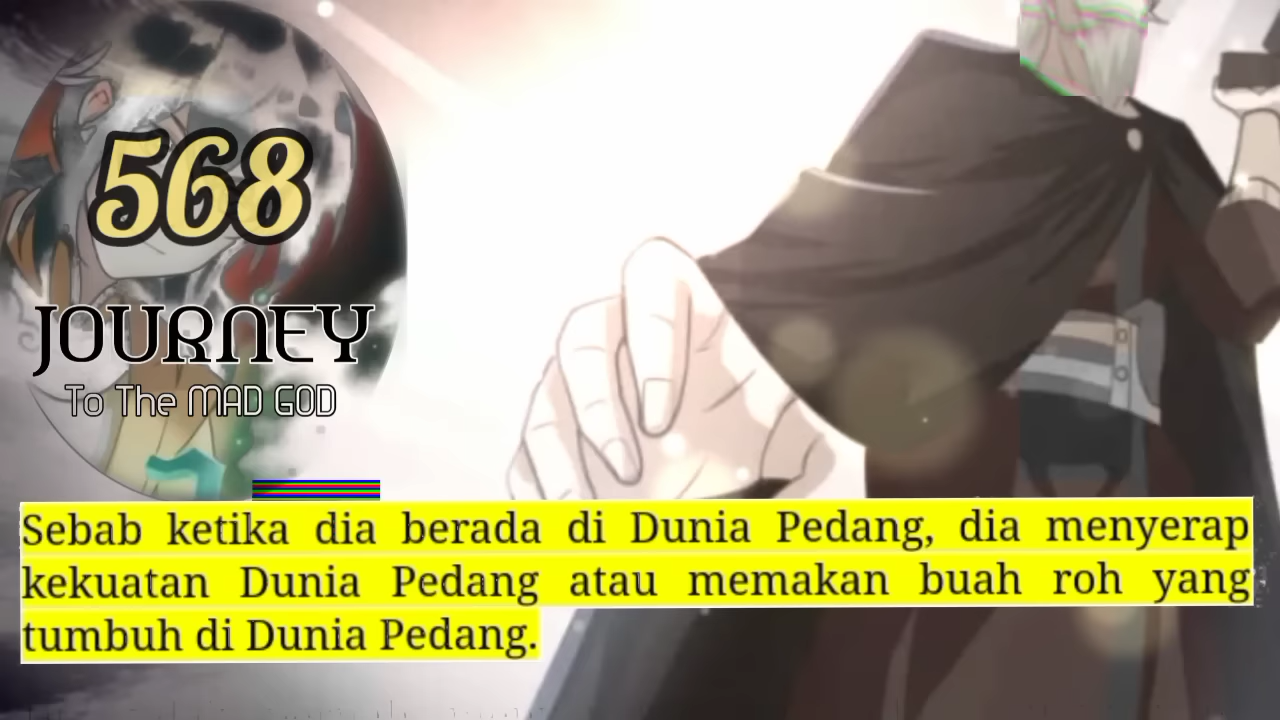 568
JOURNEY
To The MAD GOD
Sebab ketika dia berada di Dunia Pedang, dia menyerap
kekuatan Dunia Pedang atau memakan buah roh yang
tumbuh di Dunia Pedang.